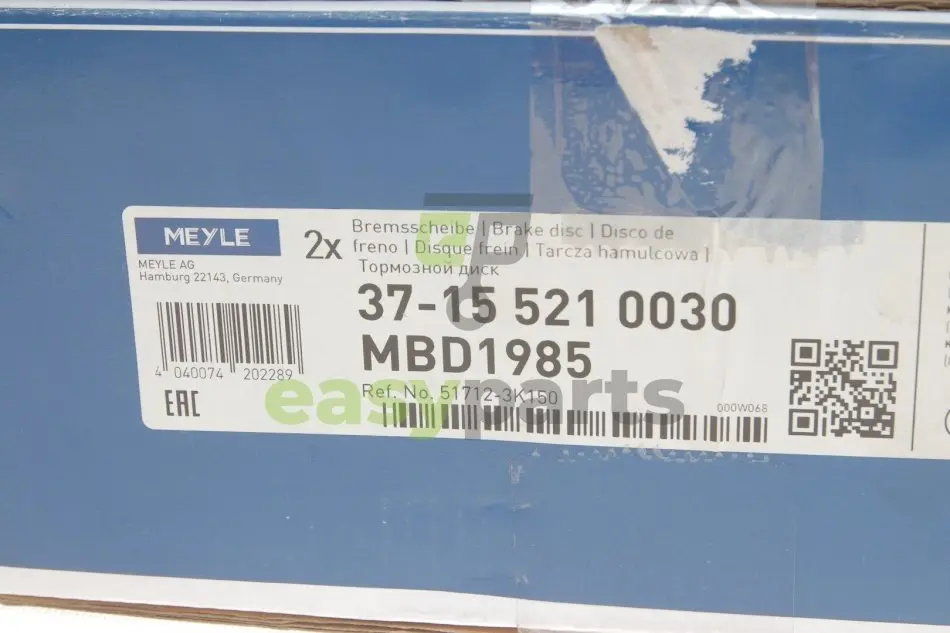 MEYLE
MEYLE AG
Hamburg 22143, Germany
4 040074 202289
EAC
2x
Bremsscheibe | Brake disc | Disco de
freno | Disque frein | Tarcza hamulcowa |
Тормозной диск
37-15 521 0030
MBD1985
Ref. No. 51712-3K150
000W068
easyparts